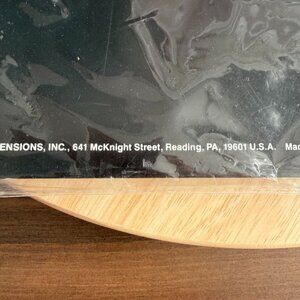 ENSIONS, INC., 641 McKnight Street, Reading, PA, 19601 U.S.A. Mad